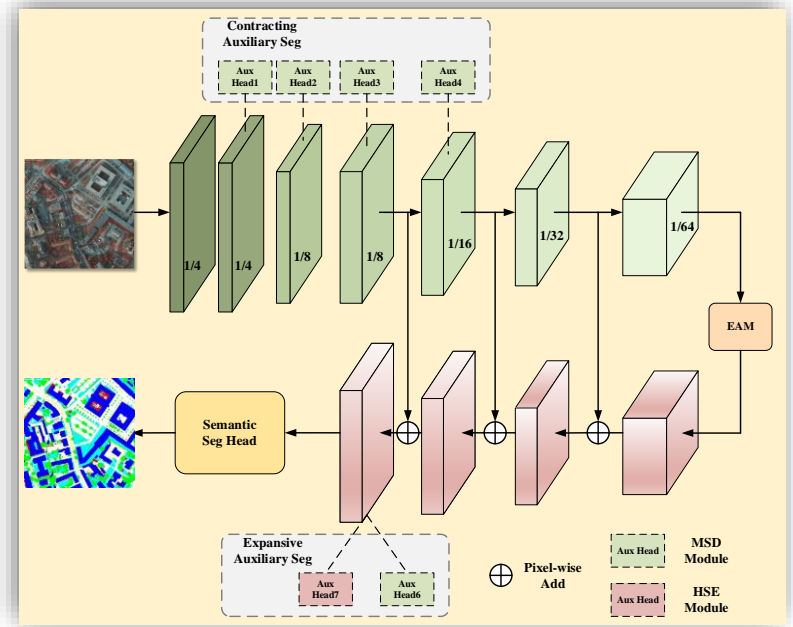 Contracting
Auxiliary Seg
Aux
Head1
Aux
Head2
Aux
Head3
Aux
Head4
1/4
1/4
1/8
1/8
1/16
1/32
1/64
EAM
Semantic
Seg Head
Expansive
Auxiliary Seg
Aux
Head7
Aux
Head6
Pixel-wise
Add
Aux Head
MSD
Module
Aux Head
HSE
Module